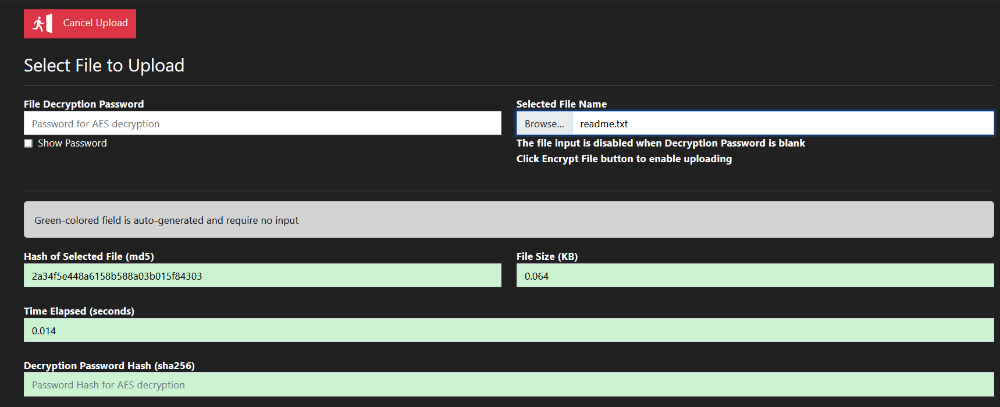 Cancel Upload
Select File to Upload
File Decryption Password
Password for AES decryption
Show Password
Selected File Name
Browse... readme.txt
The file input is disabled when Decryption Password is blank
Click Encrypt File button to enable uploading
Green-colored field is auto-generated and require no input
Hash of Selected File (md5)
2a34f5e448a6158b588a03b015f84303
File Size (KB)
0.064
Time Elapsed (seconds)
0.014
Decryption Password Hash (sha256)
Password Hash for AES decryption